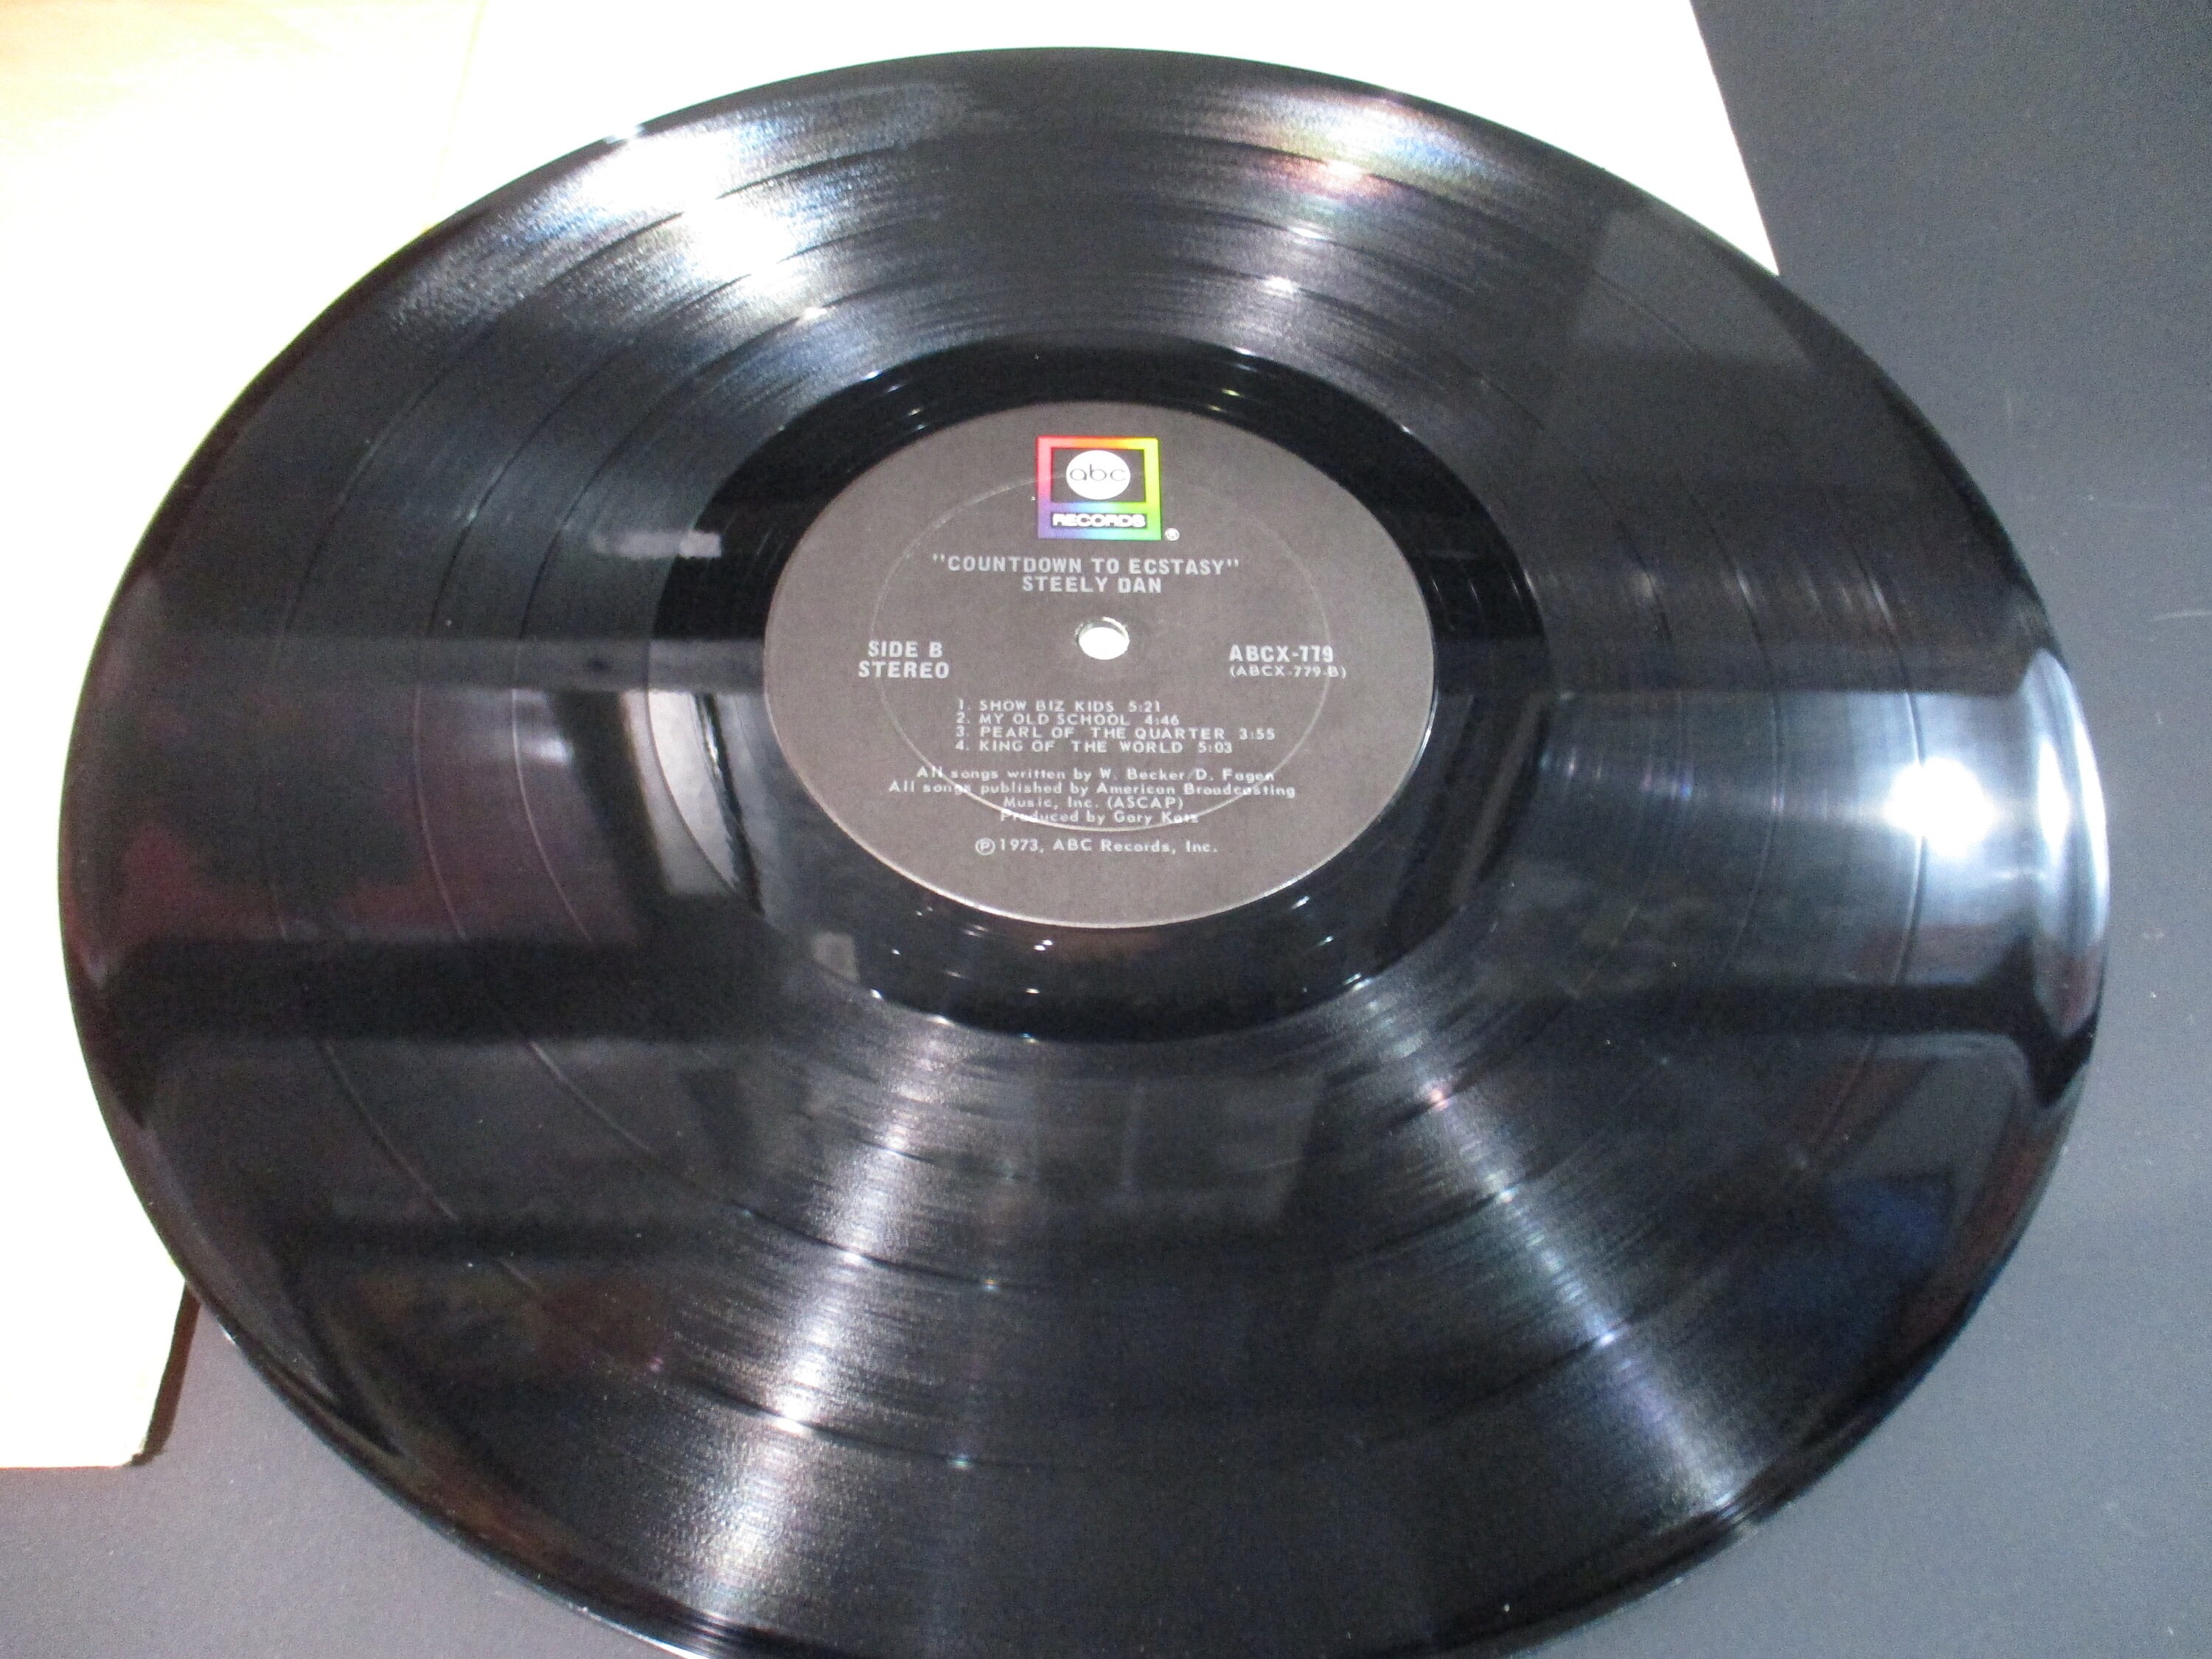 abc
RECORDS
®
"COUNTDOWN TO ECSTASY"
STEELY DAN
SIDE B
STEREO
ABCX-779
(ABCX-779-B)
1. SHOW BIZ KIDS 5:21
2. MY OLD SCHOOL 4:46
3. PEARL OF THE QUARTER 3:55
4. KING OF THE WORLD 5:03
All songs written by W. Becker/D. Fagen
All songs published by American Broadcasting
Music, Inc. (ASCAP)
Produced by Gary Katz
℗1973, ABC Records, Inc.